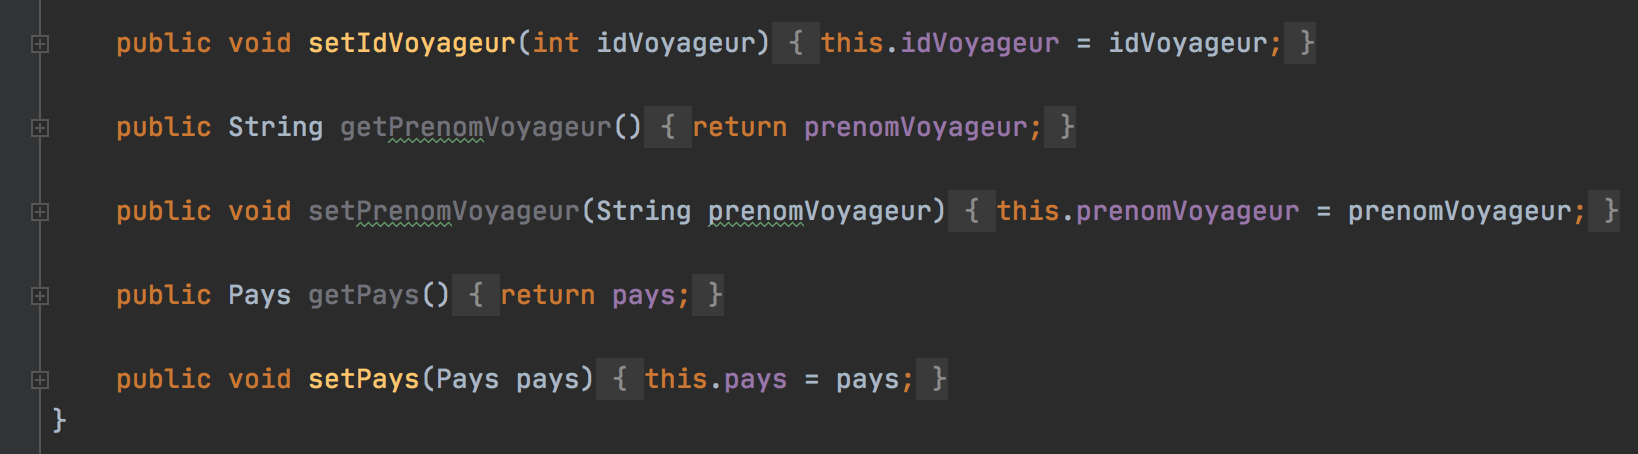 public void setIdVoyageur(int idVoyageur) { this.idVoyageur = idVoyageur; }
public String getPrenomVoyageur() { return prenomVoyageur; }
public void setPrenomVoyageur(String prenomVoyageur) { this.prenomVoyageur = prenomVoyageur; }
public Pays getPays() { return pays; }
public void setPays(Pays pays) { this.pays = pays; }
}